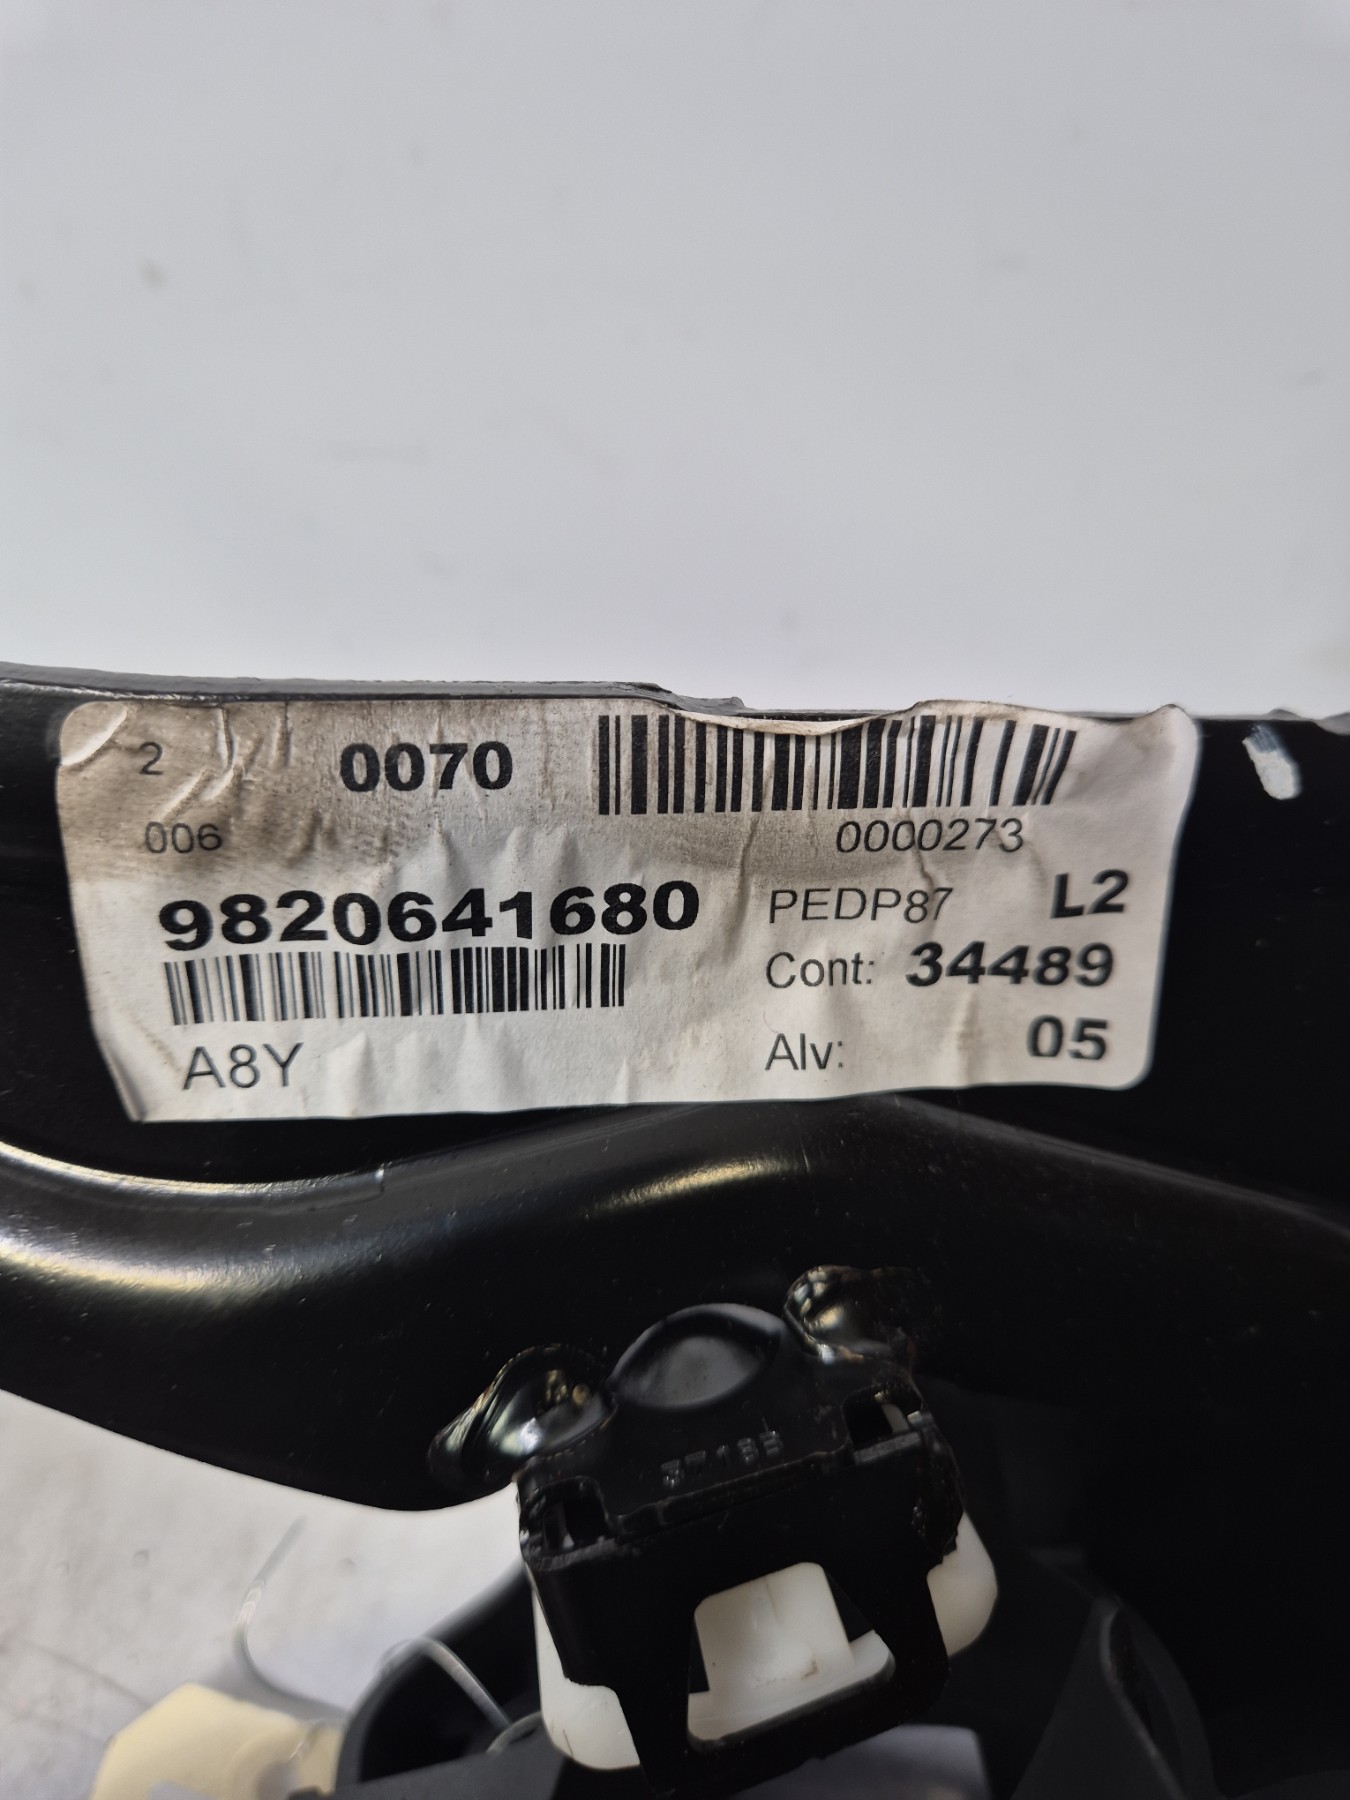 2 0070
0000273
006
9820641680 PEDP87 L2
Cont: 34489
A8Y Alv: 05